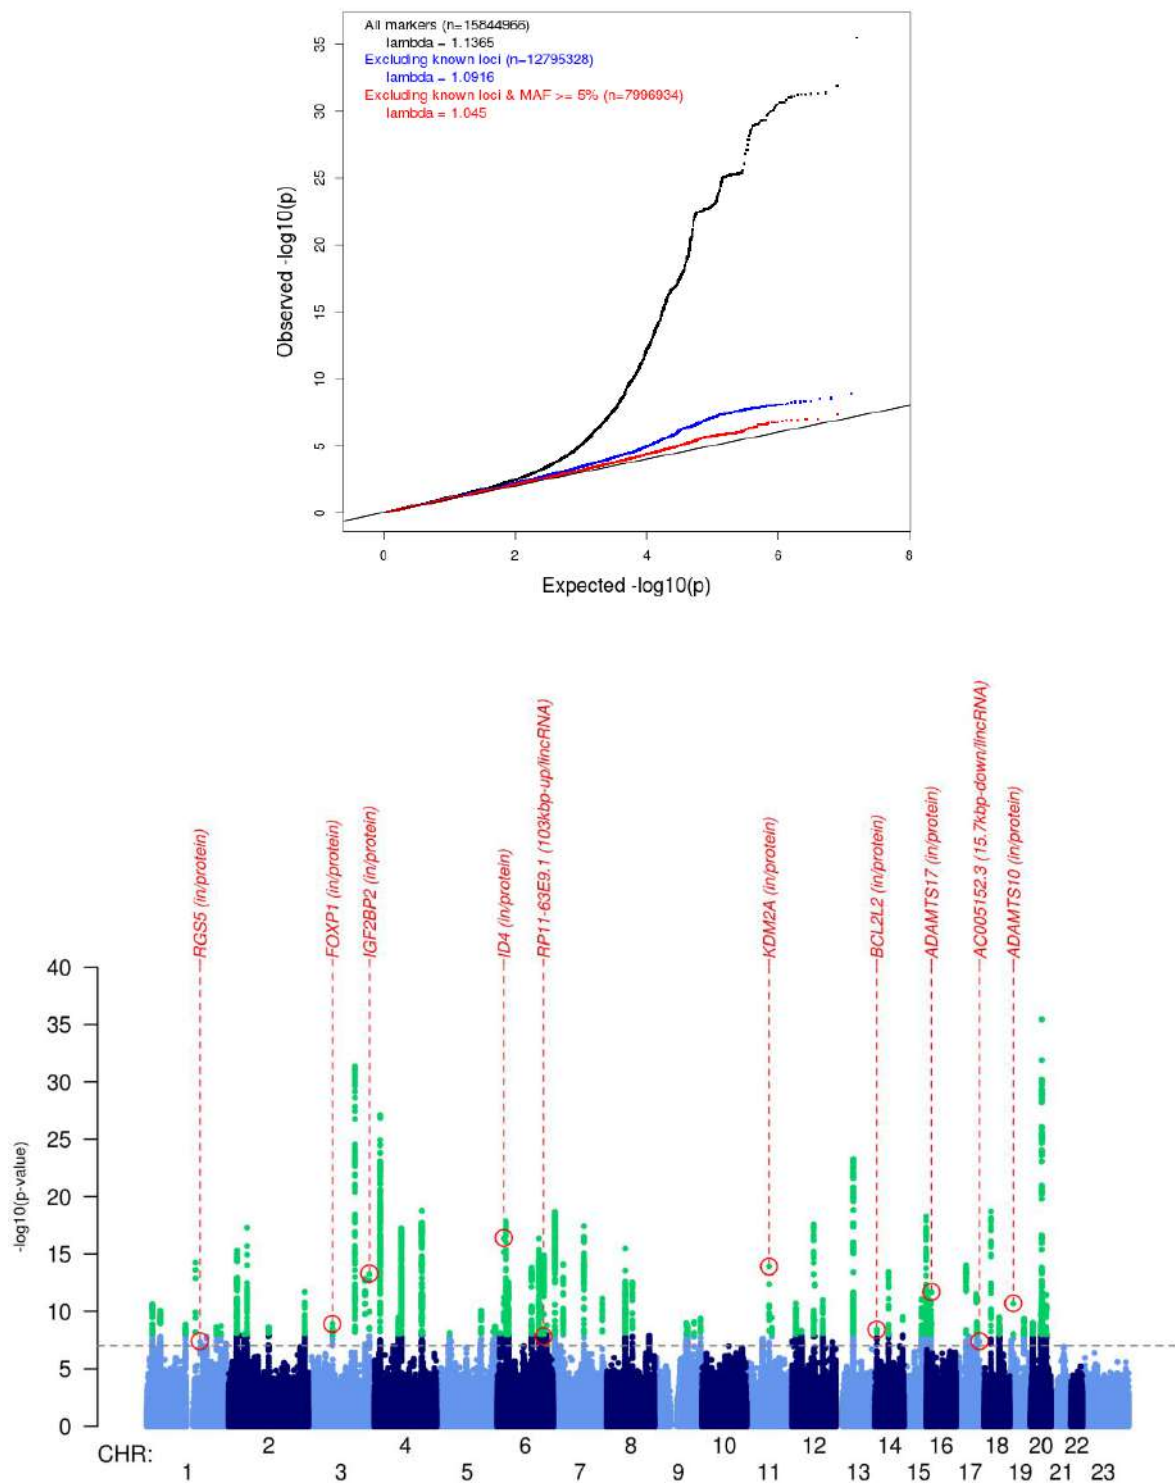 All markers (n=15844966)
lambda = 1.1365
Excluding known loci (n=12795328)
lambda = 1.0916
Excluding known loci & MAF >= 5% (n=7996934)
lambda = 1.045
35
30
25
20
15
10
5
0
Observed -log10(p)
0 2 4 6 8
Expected -log10(p)
RGS5 (in/protein)
FOXP1 (in/protein)
IGF2BP2 (in/protein)
ID4 (in/protein)
RP11-63E9.1 (103kbp-up/lincRNA)
KDM2A (in/protein)
BCL2L2 (in/protein)
ADAMTS17 (in/protein)
AC005152.3 (15.7kbp-down/lincRNA)
ADAMTS10 (in/protein)
40
35
30
25
20
15
10
5
0
-log10(p-value)
CHR:
2 4 6 8 10 12 14 16 18 20 22
1 3 5 7 9 11 13 15 17 19 21 23